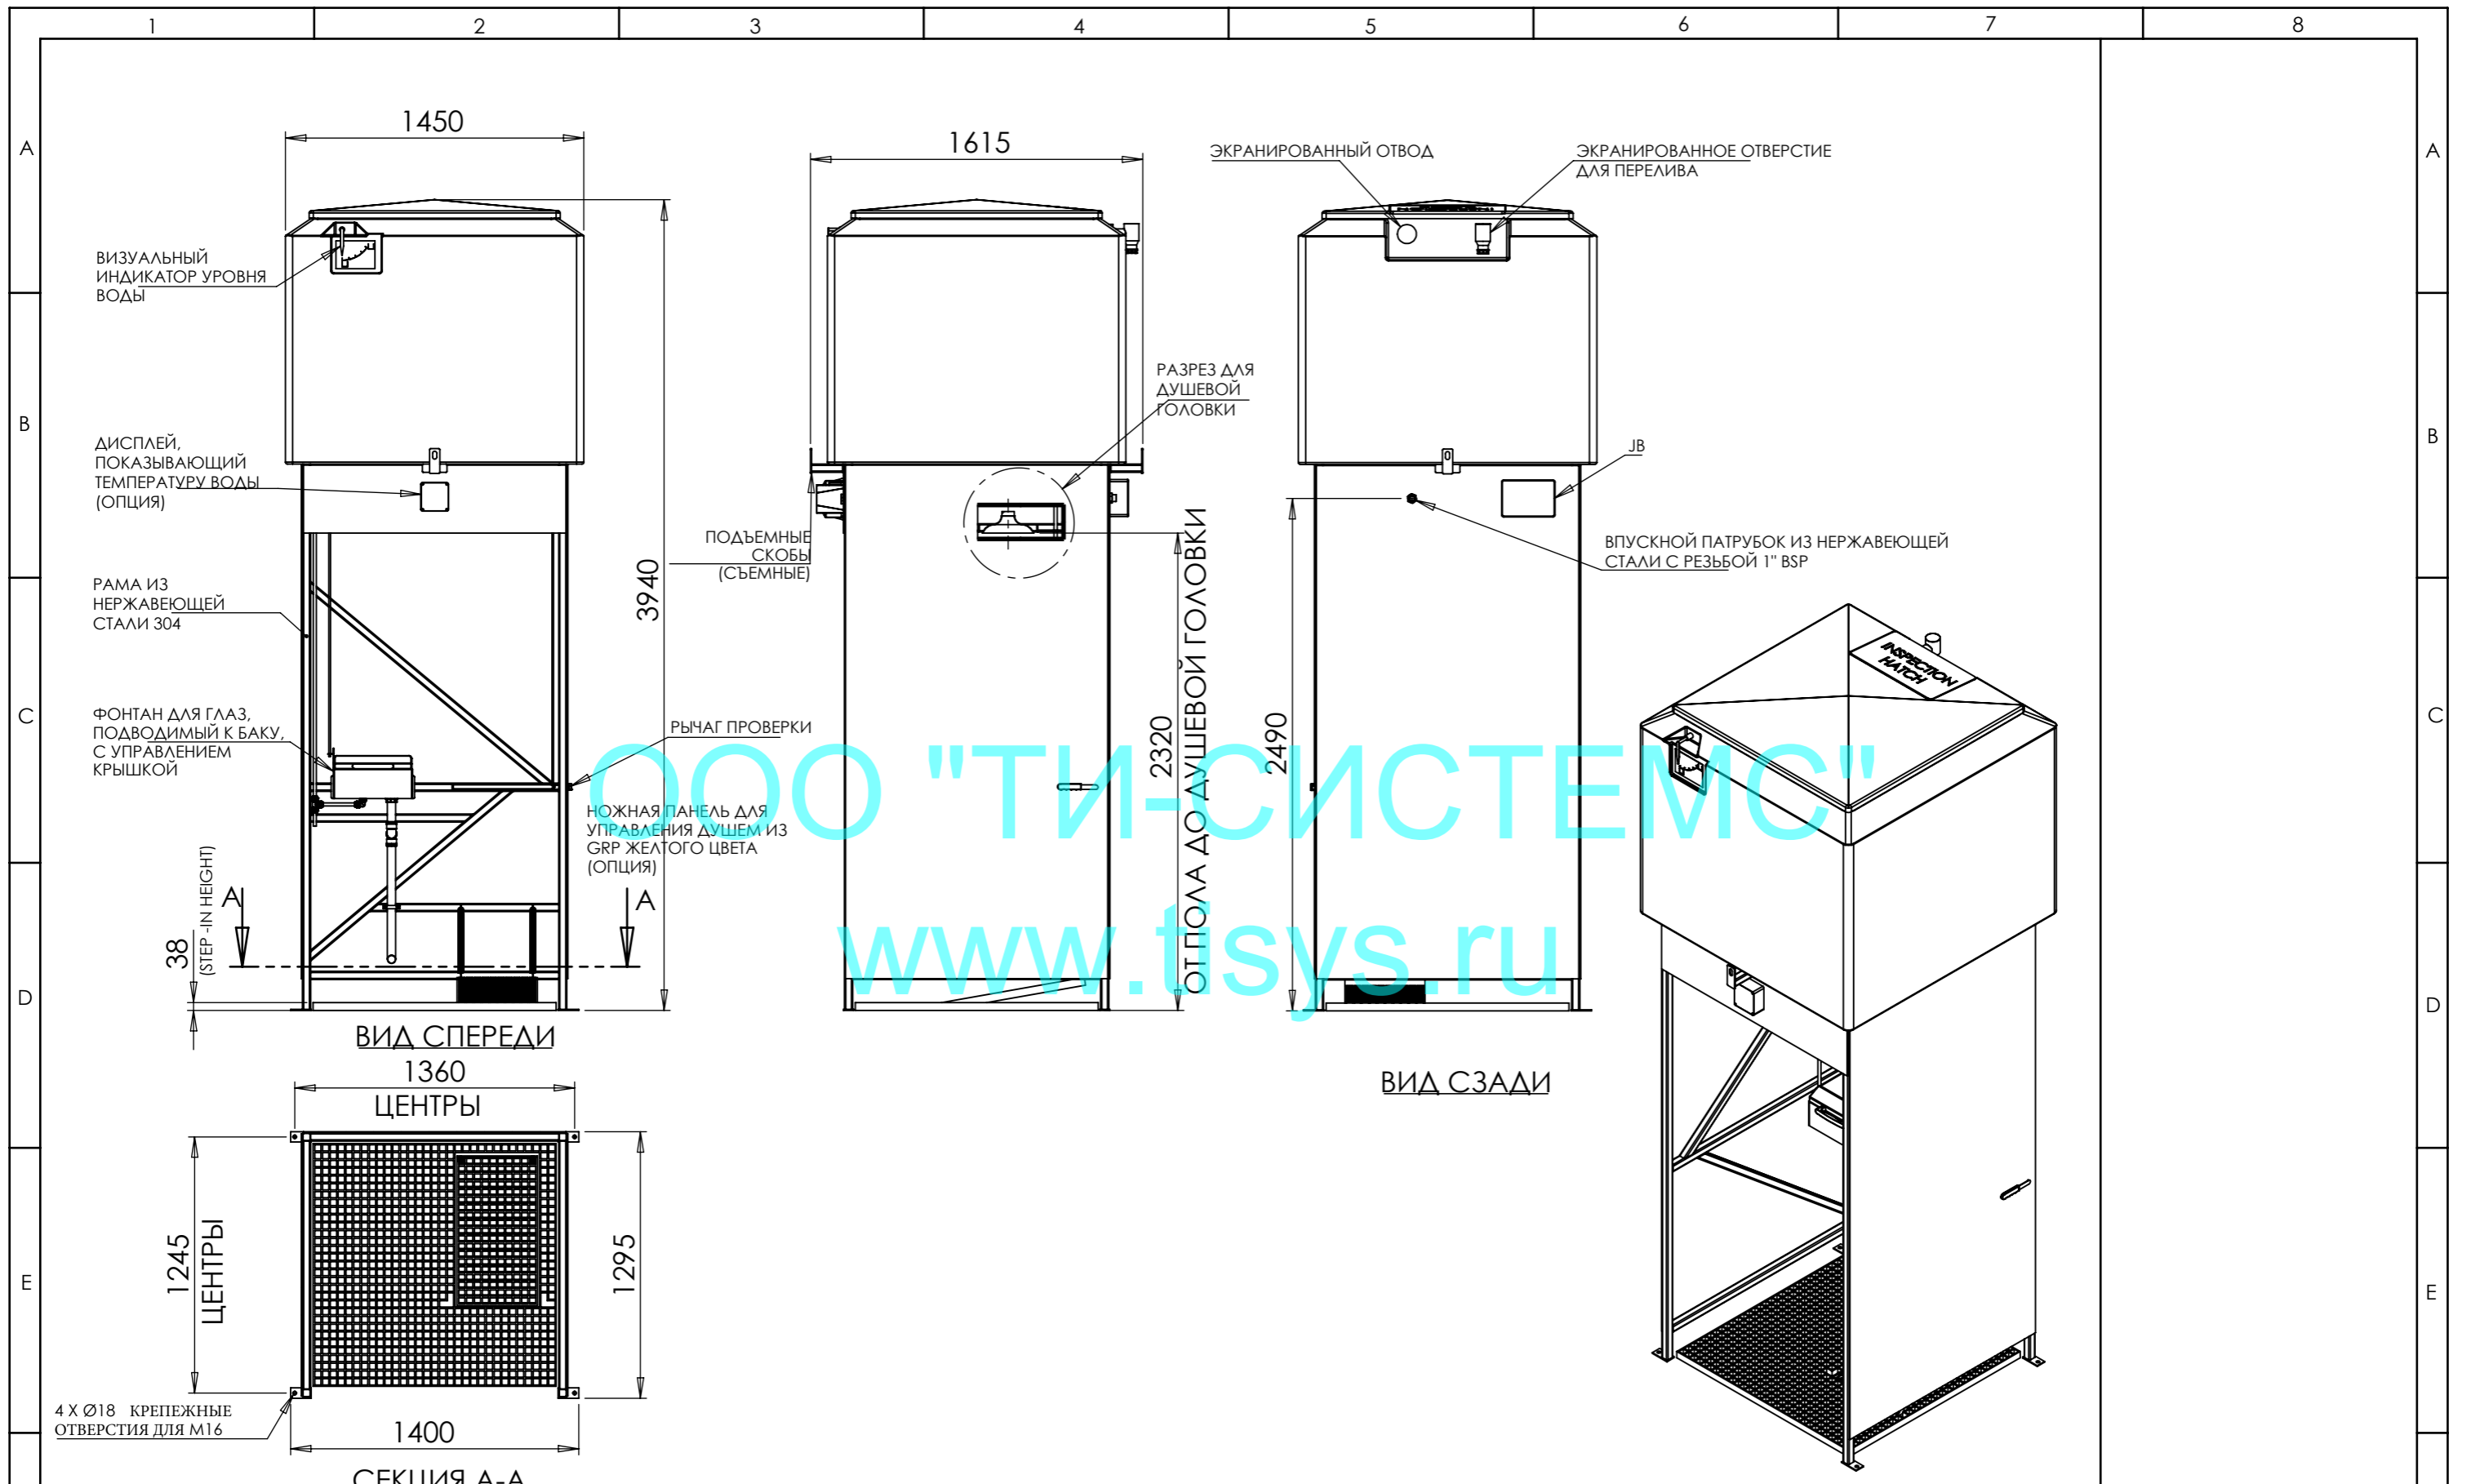 1 2 3 4 5 6 7 8
A
A
B
B
C
C
D
D
E
E
1450
ВИЗУАЛЬНЫЙ
ИНДИКАТОР УРОВНЯ
ВОДЫ
ДИСПЛЕЙ,
ПОКАЗЫВАЮЩИЙ
ТЕМПЕРАТУРУ ВОДЫ
(ОПЦИЯ)
РАМА ИЗ
НЕРЖАВЕЮЩЕЙ
СТАЛИ 304
ФОНТАН ДЛЯ ГЛАЗ,
ПОДВОДИМЫЙ К БАКУ,
С УПРАВЛЕНИЕМ
КРЫШКОЙ
3940
РЫЧАГ ПРОВЕРКИ
НОЖНАЯ ПАНЕЛЬ ДЛЯ
УПРАВЛЕНИЯ ДУШЕМ ИЗ
GRP ЖЕЛТОГО ЦВЕТА
(ОПЦИЯ)
A
A
38
(STEP -IN HEIGHT)
ВИД СПЕРЕДИ
1615
РАЗРЕЗ ДЛЯ
ДУШЕВОЙ
ГОЛОВКИ
ПОДЪЕМНЫЕ
СКОБЫ
(СЪЕМНЫЕ)
2320
ОТ ПОЛА ДО ДУШЕВОЙ ГОЛОВКИ
ЭКРАНИРОВАННЫЙ ОТВОД
ЭКРАНИРОВАННОЕ ОТВЕРСТИЕ
ДЛЯ ПЕРЕЛИВА
JB
ВПУСКНОЙ ПАТРУБОК ИЗ НЕРЖАВЕЮЩЕЙ
СТАЛИ С РЕЗЬБОЙ 1" BSP
2490
ВИД СЗАДИ
INSPECTION
HATCH
ООО "ТИ-СИСТЕМС"
www.tisys.ru
1360
ЦЕНТРЫ
1245
ЦЕНТРЫ
1295
4 X Ø18 КРЕПЕЖНЫЕ
ОТВЕРСТИЯ ДЛЯ М16
1400
СЕКЦИЯ А-А